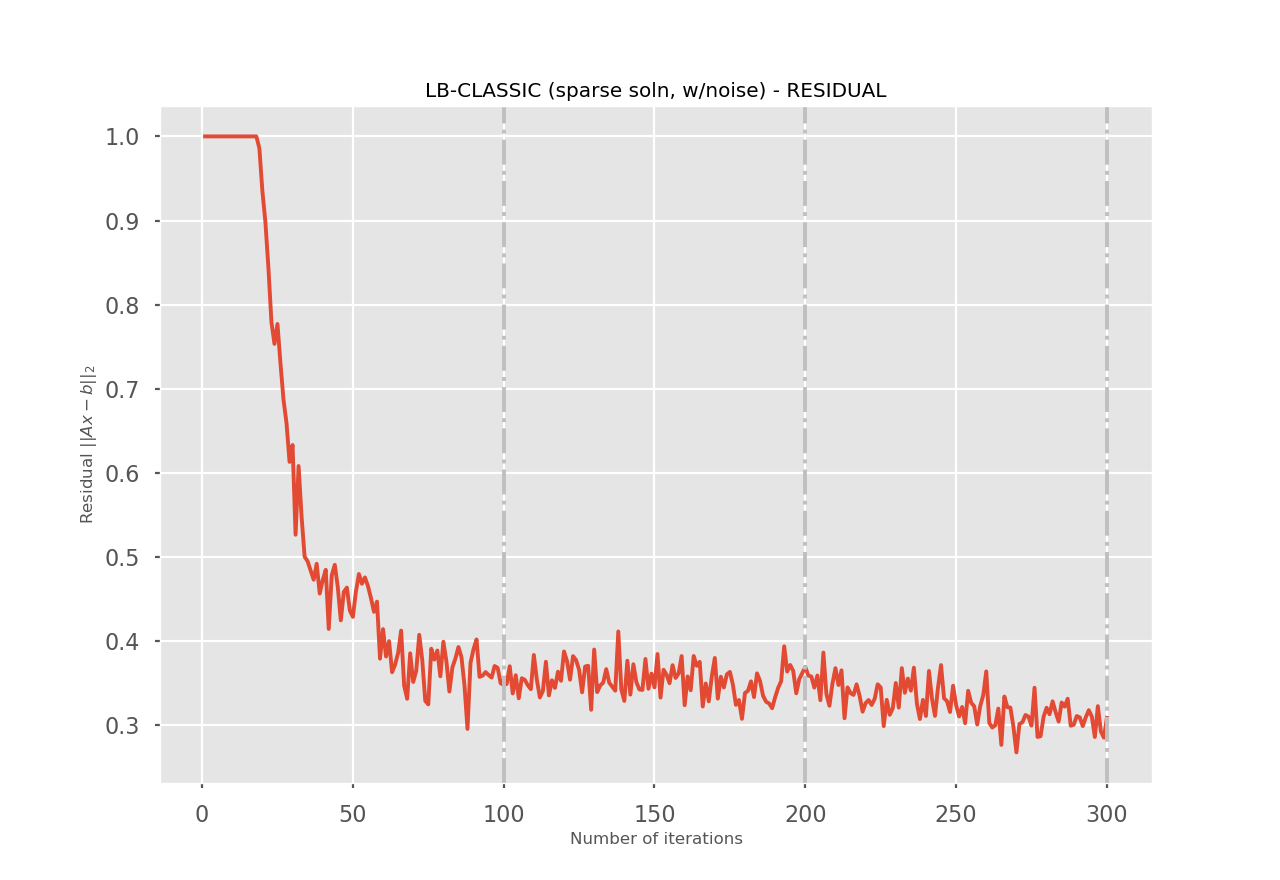 LB-CLASSIC (sparse soln, w/noise) - RESIDUAL
1.0
0.9
0.8
0.7
0.6
0.5
0.4
0.3
Residual ||Ax − b||₂
0 50 100 150 200 250 300
Number of iterations